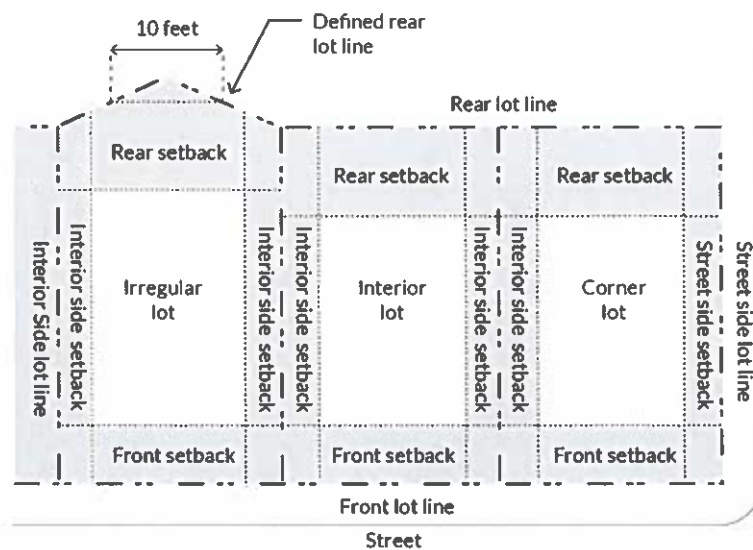 10 feet
Defined rear
lot line
Rear lot line
Rear setback
Rear setback
Rear setback
Interior Side lot line
Interior side setback
Irregular
lot
Interior side setback
Interior side setback
Interior
lot
Interior side setback
Interior side setback
Corner
lot
Street side setback
Street side lot line
Front setback
Front setback
Front setback
Front lot line
Street